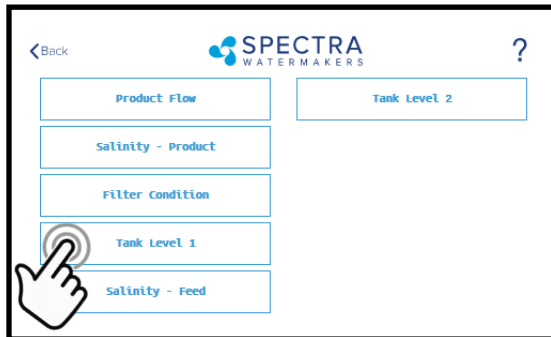 Back
SPECTRA
WATERMAKERS
?
Product Flow
Tank Level 2
Salinity - Product
Filter Condition
Tank Level 1
Salinity - Feed